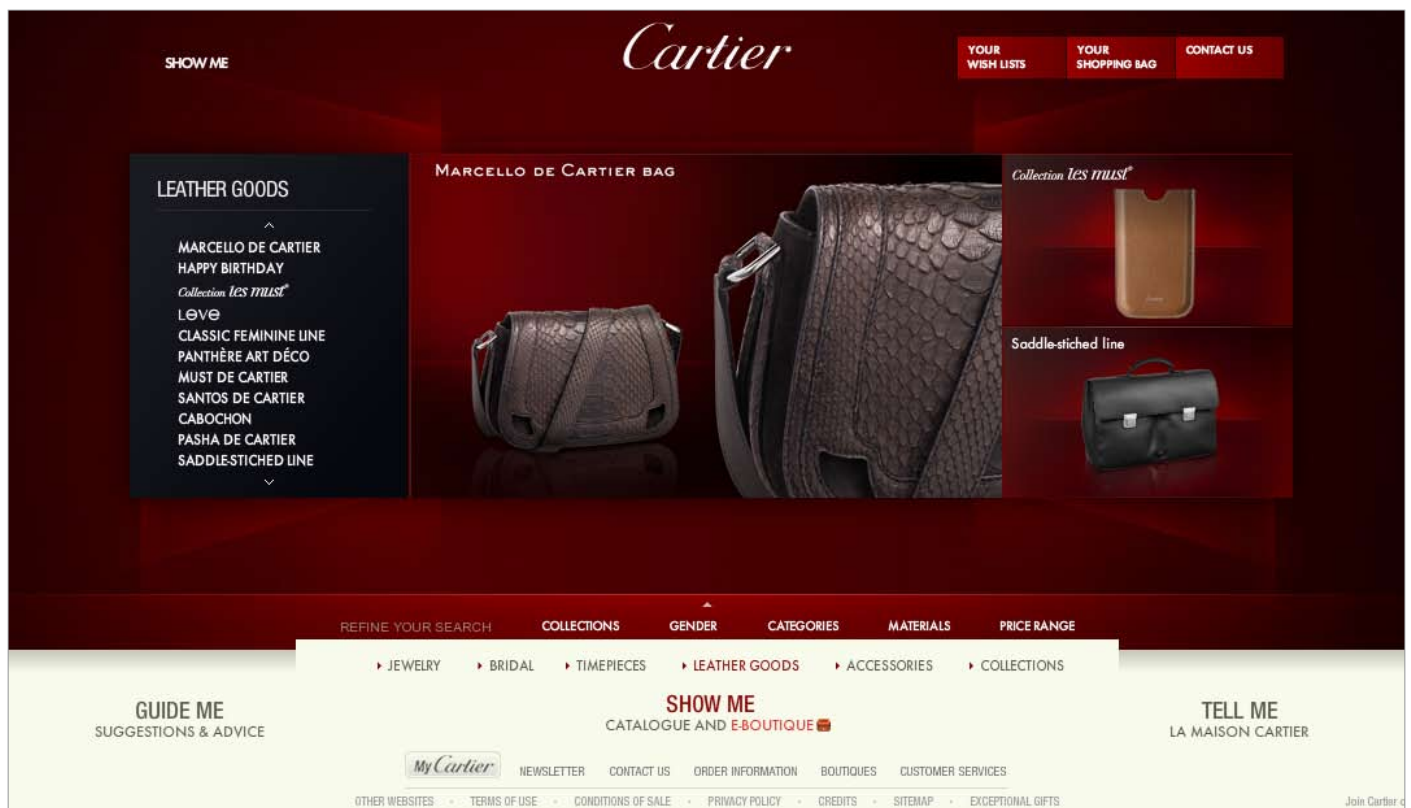 SHOW ME
Cartier
YOUR
WISH LISTS
YOUR
SHOPPING BAG
CONTACT US
LEATHER GOODS
MARCELLO DE CARTIER
HAPPY BIRTHDAY
Collection les must®
LOVE
CLASSIC FEMININE LINE
PANTHÈRE ART DÉCO
MUST DE CARTIER
SANTOS DE CARTIER
CABOCHON
PASHA DE CARTIER
SADDLE-STICHED LINE
MARCELLO DE CARTIER BAG
Collection les must®
Saddle-stiched line
REFINE YOUR SEARCH COLLECTIONS GENDER CATEGORIES MATERIALS PRICE RANGE
JEWELRY BRIDAL TIMEPIECES LEATHER GOODS ACCESSORIES COLLECTIONS
GUIDE ME
SUGGESTIONS & ADVICE
SHOW ME
CATALOGUE AND E-BOUTIQUE
TELL ME
LA MAISON CARTIER
My Cartier NEWSLETTER CONTACT US ORDER INFORMATION BOUTIQUES CUSTOMER SERVICES
OTHER WEBSITES • TERMS OF USE • CONDITIONS OF SALE • PRIVACY POLICY • CREDITS • SITEMAP • EXCEPTIONAL GIFTS
Join Cartier